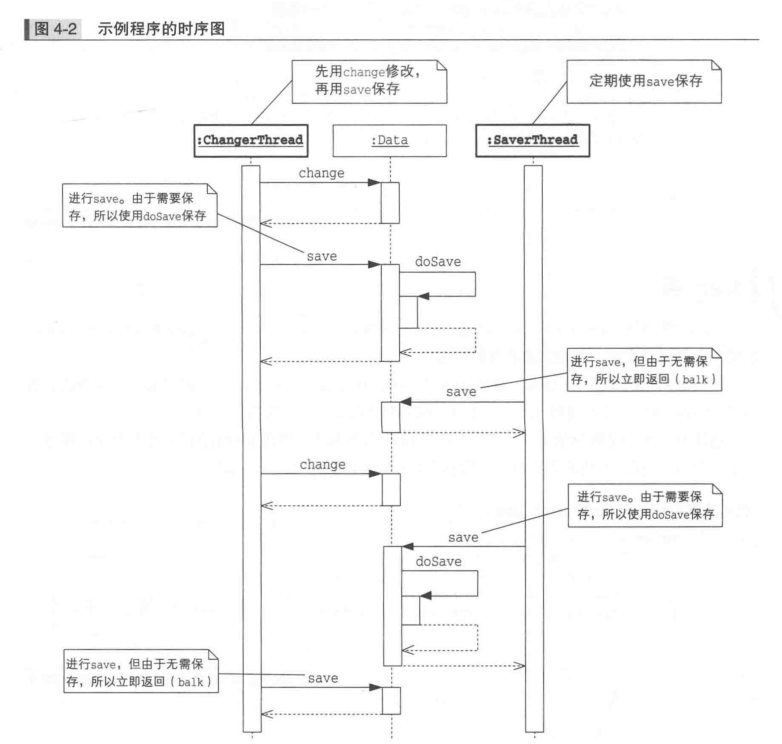 图 4-2 示例程序的时序图
先用change修改，
再用save保存
定期使用save保存
:ChangerThread
:Data
:SaverThread
change
进行save。由于需要保
存，所以使用doSave保存
save
doSave
进行save，但由于无需保
存，所以立即返回（balk）
save
change
进行save。由于需要保
存，所以使用doSave保存
save
doSave
进行save，但由于无需保
存，所以立即返回（balk）
save